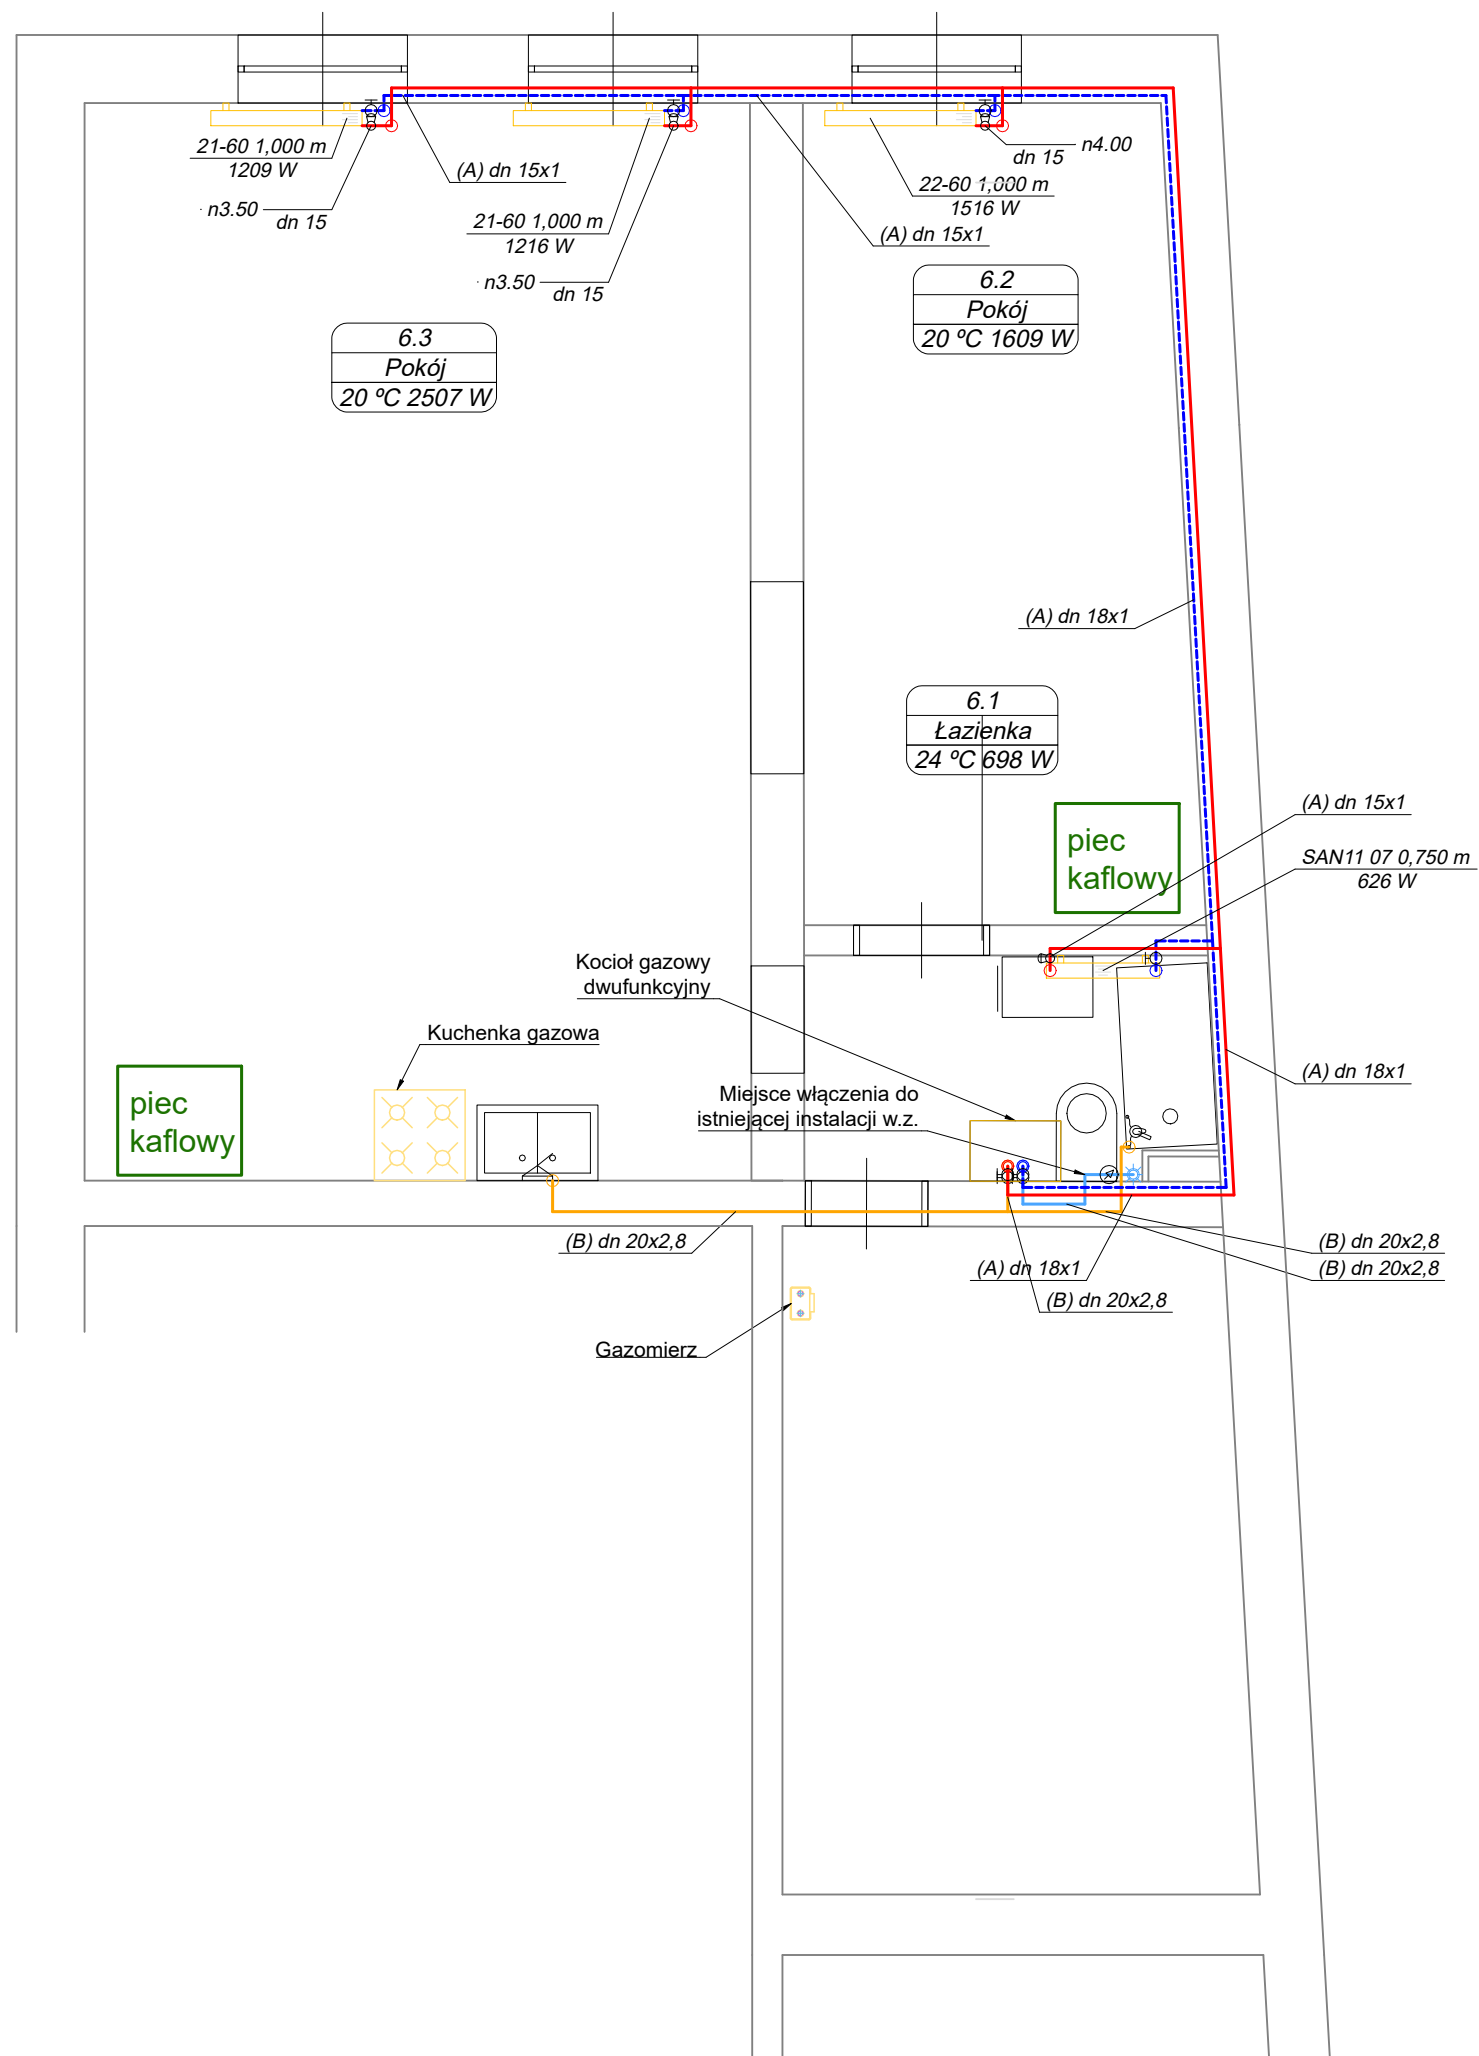 21-60 1,000 m
1209 W
n3.50
dn 15
(A) dn 15x1
21-60 1,000 m
1216 W
n3.50
dn 15
n4.00
dn 15
22-60 1,000 m
1516 W
(A) dn 15x1
6.2
Pokój
20 ºC 1609 W
6.3
Pokój
20 ºC 2507 W
(A) dn 18x1
6.1
Łazienka
24 ºC 698 W
(A) dn 15x1
piec
kaflowy
SAN11 07 0,750 m
626 W
Kocioł gazowy
dwufunkcyjny
Kuchenka gazowa
(A) dn 18x1
Miejsce włączenia do
istniejącej instalacji w.z.
piec
kaflowy
(B) dn 20x2,8
(B) dn 20x2,8
(A) dn 18x1
(B) dn 20x2,8
(B) dn 20x2,8
Gazomierz